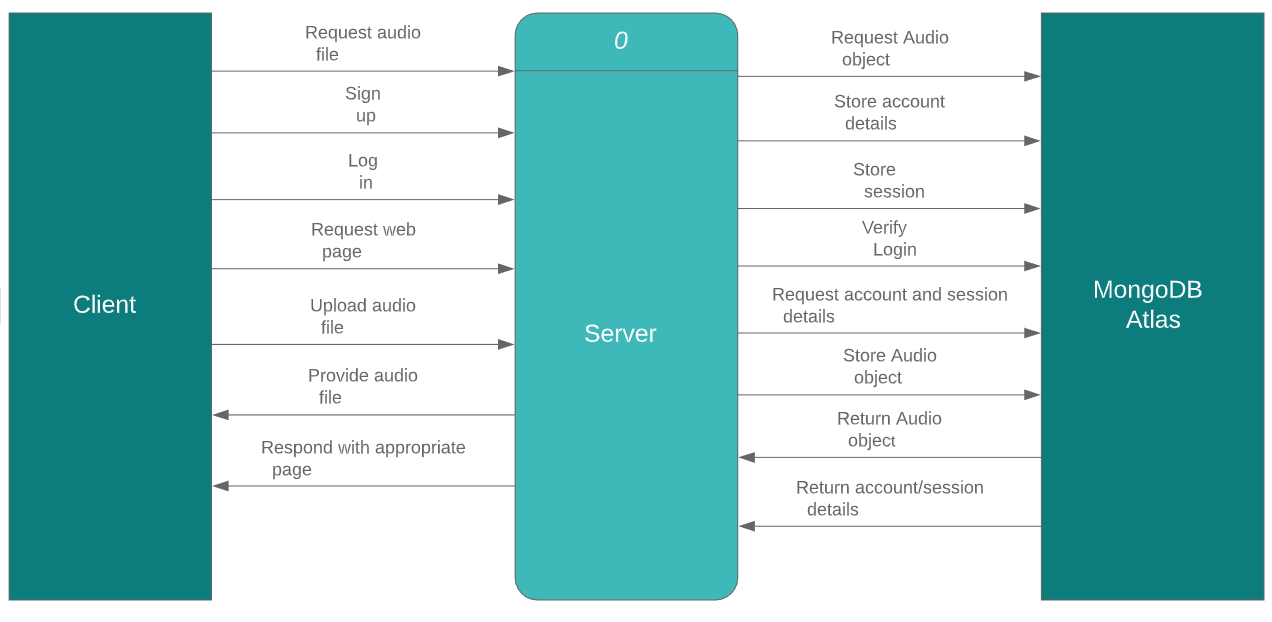 Request audio
file
Sign
up
Log
in
Request web
page
Upload audio
file
Provide audio
file
Respond with appropriate
page
Client
0
Server
Request Audio
object
Store account
details
Store
session
Verify
Login
Request account and session
details
Store Audio
object
Return Audio
object
Return account/session
details
MongoDB
Atlas